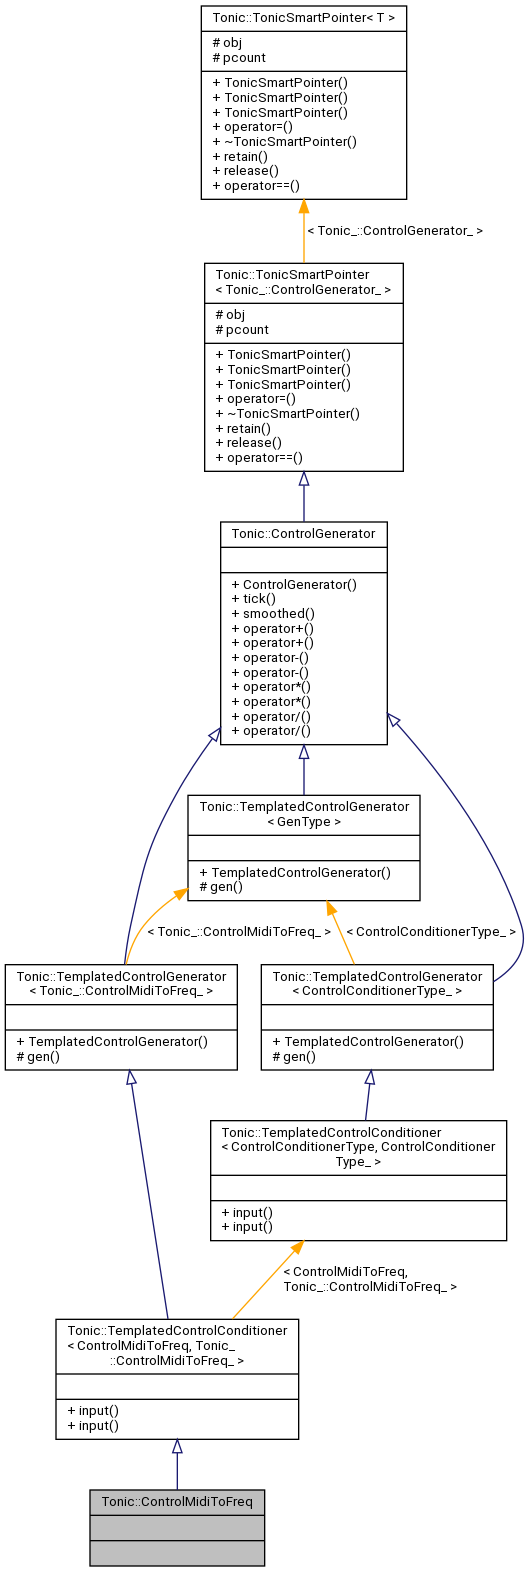 Tonic::TonicSmartPointer< T >
# obj
# pcount
+ TonicSmartPointer()
+ TonicSmartPointer()
+ TonicSmartPointer()
+ operator=()
+ ~TonicSmartPointer()
+ retain()
+ release()
+ operator==()
< Tonic_::ControlGenerator_ >
Tonic::TonicSmartPointer
< Tonic_::ControlGenerator_ >
# obj
# pcount
+ TonicSmartPointer()
+ TonicSmartPointer()
+ TonicSmartPointer()
+ operator=()
+ ~TonicSmartPointer()
+ retain()
+ release()
+ operator==()
Tonic::ControlGenerator
+ ControlGenerator()
+ tick()
+ smoothed()
+ operator+()
+ operator+()
+ operator-()
+ operator-()
+ operator*()
+ operator*()
+ operator/()
+ operator/()
Tonic::TemplatedControlGenerator
< GenType >
+ TemplatedControlGenerator()
# gen()
< Tonic_::ControlMidiToFreq_ >
< ControlConditionerType_ >
Tonic::TemplatedControlGenerator
< Tonic_::ControlMidiToFreq_ >
+ TemplatedControlGenerator()
# gen()
Tonic::TemplatedControlGenerator
< ControlConditionerType_ >
+ TemplatedControlGenerator()
# gen()
Tonic::TemplatedControlConditioner
< ControlConditionerType, ControlConditioner
Type_ >
+ input()
+ input()
< ControlMidiToFreq,
Tonic_::ControlMidiToFreq_ >
Tonic::TemplatedControlConditioner
< ControlMidiToFreq, Tonic_
::ControlMidiToFreq_ >
+ input()
+ input()
Tonic::ControlMidiToFreq